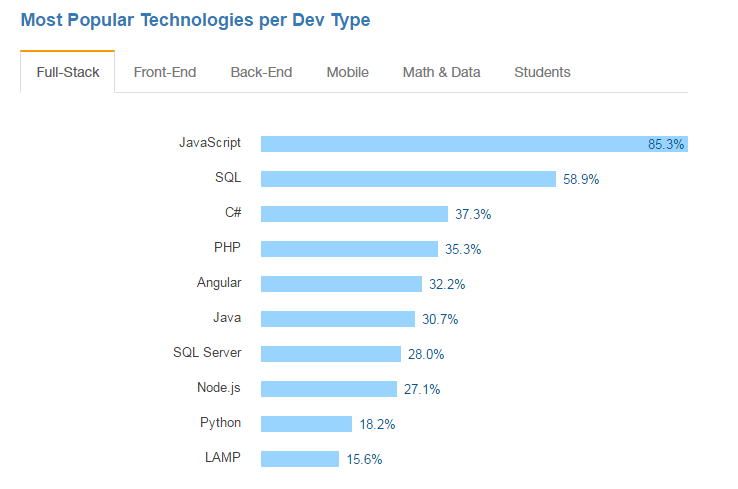 Most Popular Technologies per Dev Type
Full-Stack Front-End Back-End Mobile Math & Data Students
JavaScript 85.3%
SQL 58.9%
C# 37.3%
PHP 35.3%
Angular 32.2%
Java 30.7%
SQL Server 28.0%
Node.js 27.1%
Python 18.2%
LAMP 15.6%